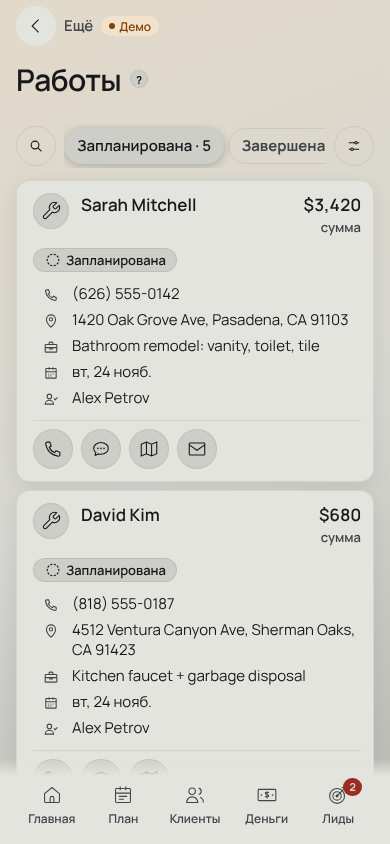 Ещё
Демо
Работы ?
Запланирована · 5
Завершена
Sarah Mitchell
$3,420
сумма
Запланирована
(626) 555-0142
1420 Oak Grove Ave, Pasadena, CA 91103
Bathroom remodel: vanity, toilet, tile
вт, 24 нояб.
Alex Petrov
David Kim
$680
сумма
Запланирована
(818) 555-0187
4512 Ventura Canyon Ave, Sherman Oaks,
CA 91423
Kitchen faucet + garbage disposal
вт, 24 нояб.
Alex Petrov
2
Главная
План
Клиенты
Деньги
Лиды